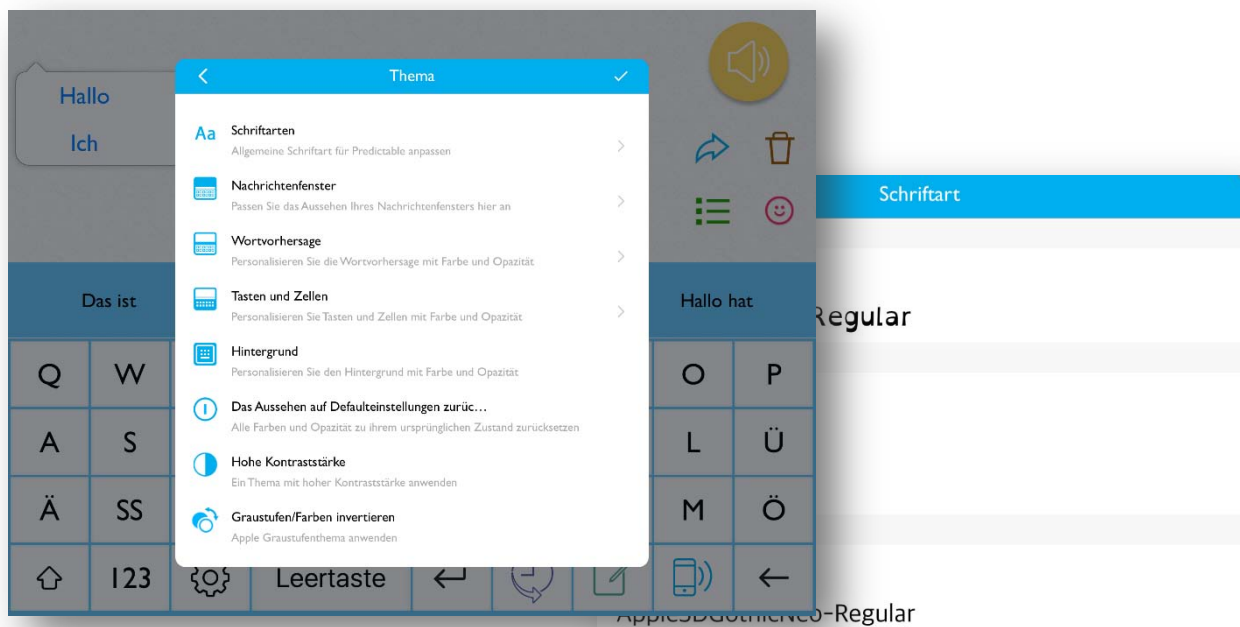 Hallo
Ich
Thema
Aa
Schriftarten
Allgemeine Schriftart für Predictable anpassen
Nachrichtenfenster
Passen Sie das Aussehen Ihres Nachrichtenfensters hier an
Wortvorhersage
Personalisieren Sie die Wortvorhersage mit Farbe und Opazität
Tasten und Zellen
Personalisieren Sie Tasten und Zellen mit Farbe und Opazität
Hintergrund
Personalisieren Sie den Hintergrund mit Farbe und Opazität
Das Aussehen auf Defaulteinstellungen zurüc...
Alle Farben und Opazität zu ihrem ursprünglichen Zustand zurücksetzen
Hohe Kontraststärke
Ein Thema mit hoher Kontraststärke anwenden
Graustufen/Farben invertieren
Apple Graustufenthema anwenden
Das ist
Hallo hat
Q W O P
A S L Ü
Ä SS M Ö
123 Leertaste
Schriftart
Regular
AppleSDGothicNeo-Regular